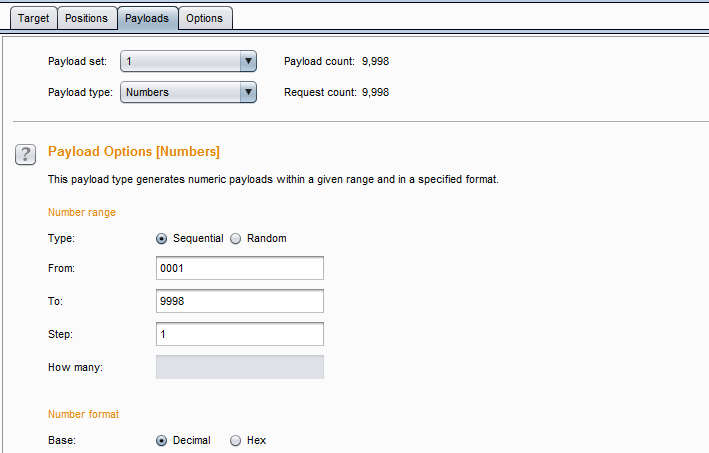 Target Positions Payloads Options
Payload set: 1 Payload count: 9,998
Payload type: Numbers Request count: 9,998
? Payload Options [Numbers]
This payload type generates numeric payloads within a given range and in a specified format.
Number range
Type: Sequential Random
From: 0001
To: 9998
Step: 1
How many:
Number format
Base: Decimal Hex